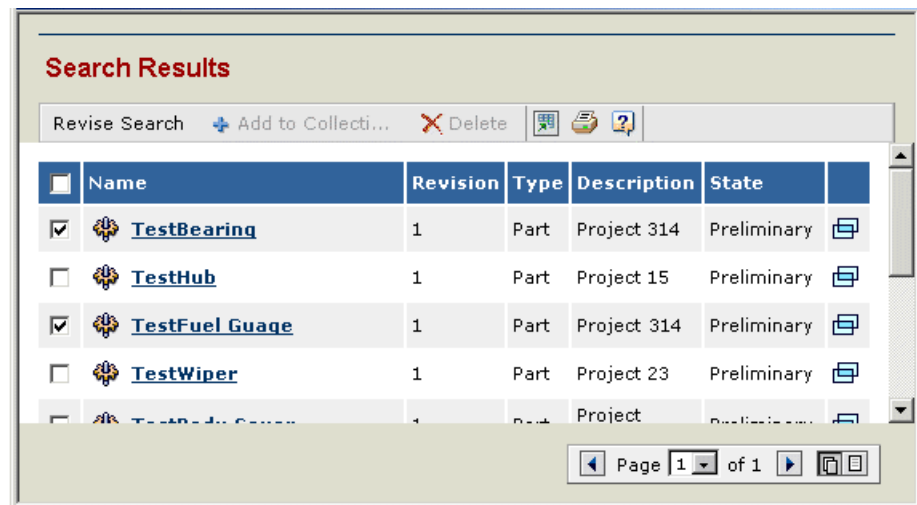 Search Results
Revise Search Add to Collecti... Delete
Name Revision Type Description State
TestBearing 1 Part Project 314 Preliminary
TestHub 1 Part Project 15 Preliminary
TestFuel Guage 1 Part Project 314 Preliminary
TestWiper 1 Part Project 23 Preliminary
Project
Page 1 of 1